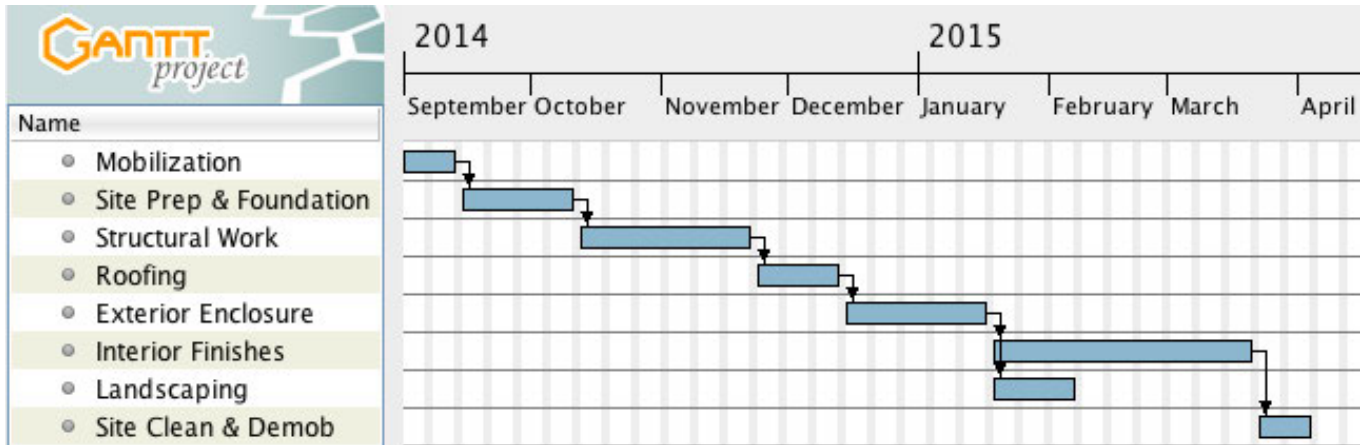 GANTT
project
2014 2015
September October November December January February March April
Name
Mobilization
Site Prep & Foundation
Structural Work
Roofing
Exterior Enclosure
Interior Finishes
Landscaping
Site Clean & Demob